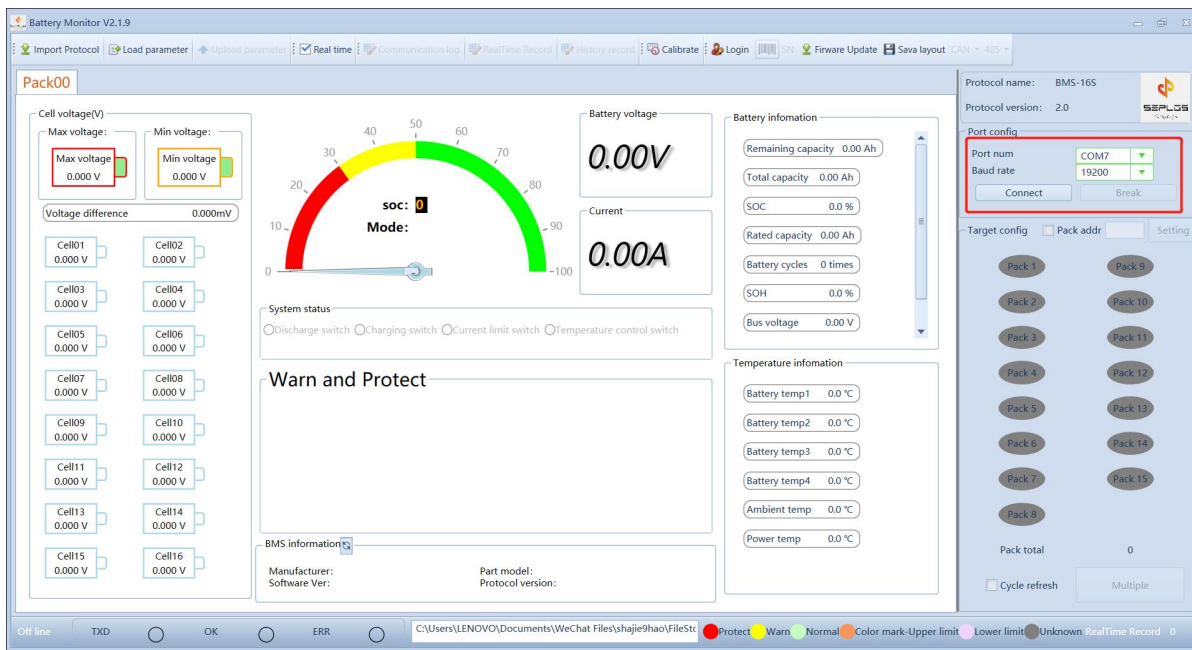 Battery Monitor V2.1.9
Import Protocol Load parameter Upload parameter Real time Communication log RealTime Record History record Calibrate Login SN Firware Update Sava layout CAN 485
Pack00
Cell voltage(V)
Max voltage: Min voltage:
Max voltage Min voltage
0.000 V 0.000 V
Voltage difference 0.000mV
Cell01 Cell02
0.000 V 0.000 V
Cell03 Cell04
0.000 V 0.000 V
Cell05 Cell06
0.000 V 0.000 V
Cell07 Cell08
0.000 V 0.000 V
Cell09 Cell10
0.000 V 0.000 V
Cell11 Cell12
0.000 V 0.000 V
Cell13 Cell14
0.000 V 0.000 V
Cell15 Cell16
0.000 V 0.000 V
0 10 20 30 40 50 60 70 80 90 100
soc: 0
Mode:
Battery voltage
0.00V
Current
0.00A
System status
Discharge switch Charging switch Current limit switch Temperature control switch
Warn and Protect
BMS information
Manufacturer: Part model:
Software Ver: Protocol version:
Battery infomation
Remaining capacity 0.00 Ah
Total capacity 0.00 Ah
SOC 0.0 %
Rated capacity 0.00 Ah
Battery cycles 0 times
SOH 0.0 %
Bus voltage 0.00 V
Temperature infomation
Battery temp1 0.0 ℃
Battery temp2 0.0 ℃
Battery temp3 0.0 ℃
Battery temp4 0.0 ℃
Ambient temp 0.0 ℃
Power temp 0.0 ℃
Protocol name: BMS-16S
Protocol version: 2.0
SEPLOS
Port config
Port num COM7
Baud rate 19200
Connect Break
Target config Pack addr Setting
Pack 1 Pack 9
Pack 2 Pack 10
Pack 3 Pack 11
Pack 4 Pack 12
Pack 5 Pack 13
Pack 6 Pack 14
Pack 7 Pack 15
Pack 8
Pack total 0
Cycle refresh Multiple
Off line TXD OK ERR C:\Users\LENOVO\Documents\WeChat Files\shajie9hao\FileSto Protect Warn Normal Color mark-Upper limit Lower limit Unknown RealTime Record 0